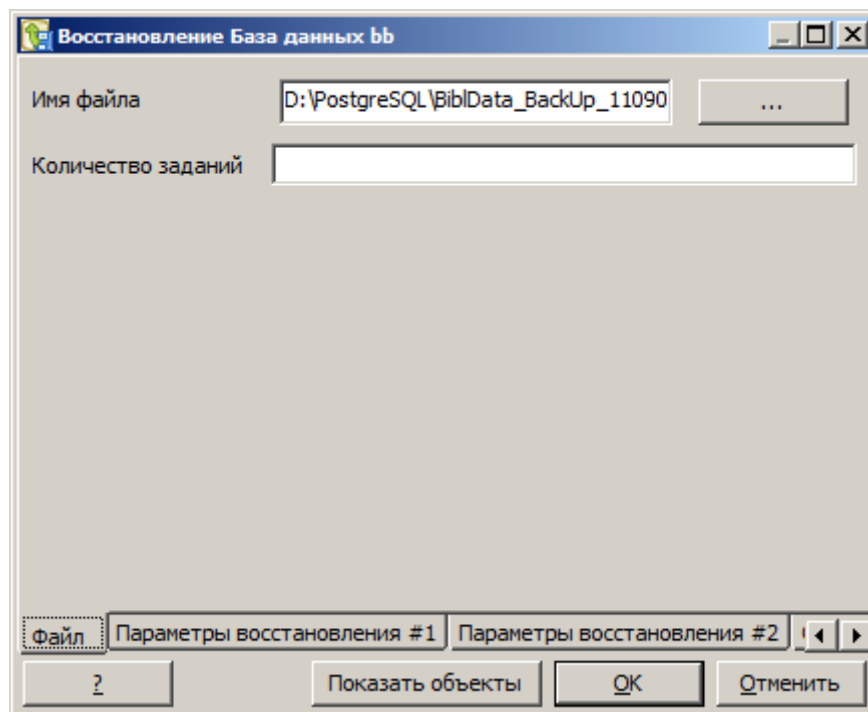 Восстановление База данных bb
Имя файла D:\PostgreSQL\BiblData_BackUp_11090 ...
Количество заданий
Файл Параметры восстановления #1 Параметры восстановления #2
? Показать объекты OK Отменить